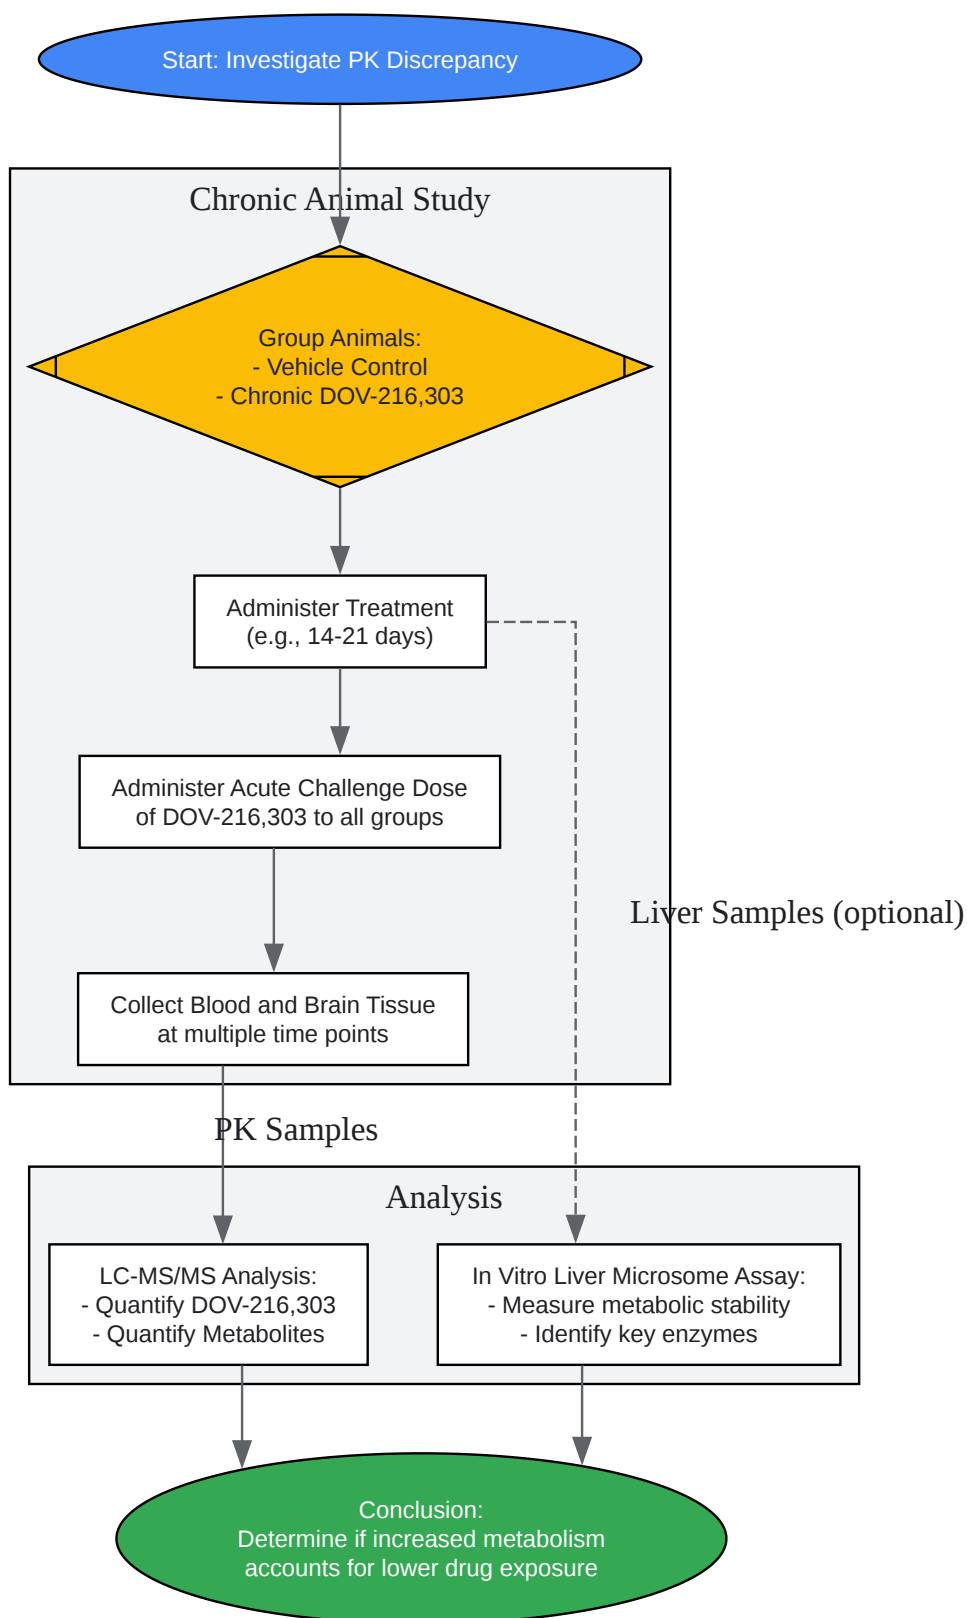 Start: Investigate PK Discrepancy
Chronic Animal Study
Group Animals:
- Vehicle Control
- Chronic DOV-216,303
Administer Treatment
(e.g., 14-21 days)
Administer Acute Challenge Dose
of DOV-216,303 to all groups
Liver Samples (optional)
Collect Blood and Brain Tissue
at multiple time points
PK Samples
Analysis
LC-MS/MS Analysis:
- Quantify DOV-216,303
- Quantify Metabolites
In Vitro Liver Microsome Assay:
- Measure metabolic stability
- Identify key enzymes
Conclusion:
Determine if increased metabolism
accounts for lower drug exposure